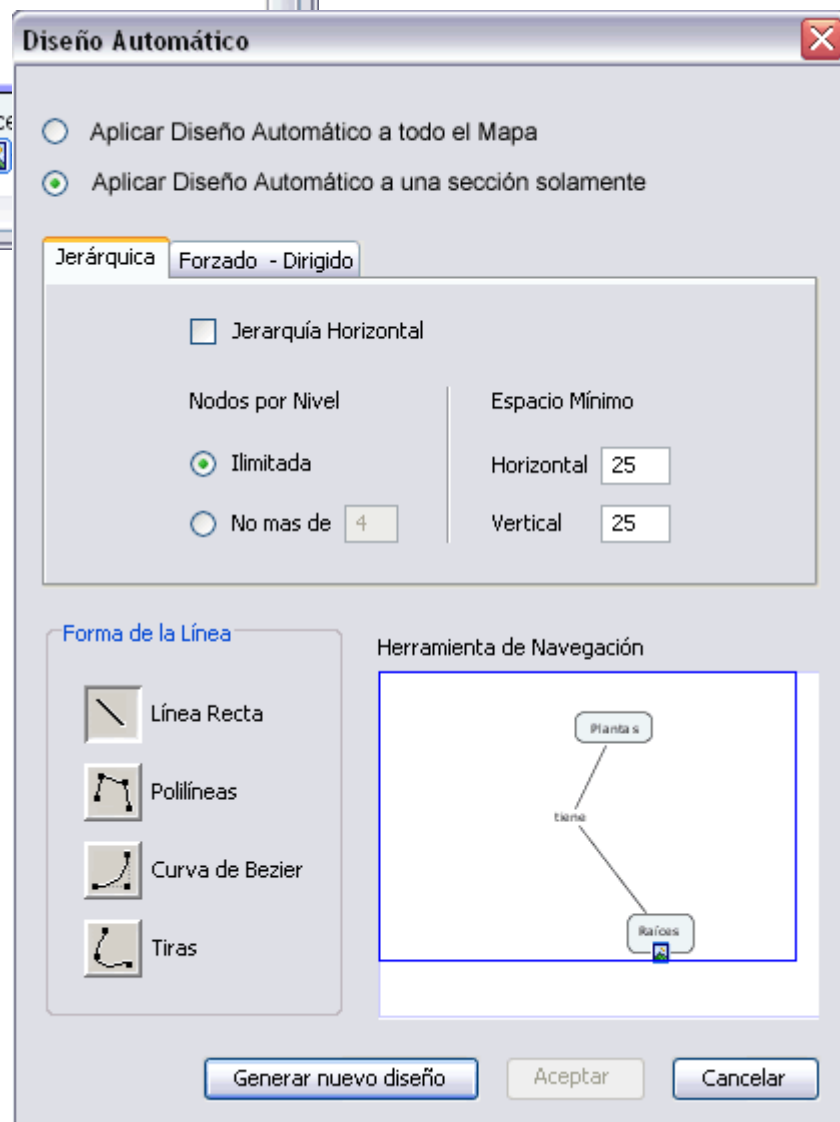 Diseño Automático
Aplicar Diseño Automático a todo el Mapa
Aplicar Diseño Automático a una sección solamente
Jerárquica
Forzado - Dirigido
Jerarquía Horizontal
Nodos por Nivel
Espacio Mínimo
Ilimitada
Horizontal 25
No mas de 4
Vertical 25
Forma de la Línea
Herramienta de Navegación
Línea Recta
Polilíneas
Curva de Bezier
Tiras
Plantas
tiene
Raíces
Generar nuevo diseño
Aceptar
Cancelar